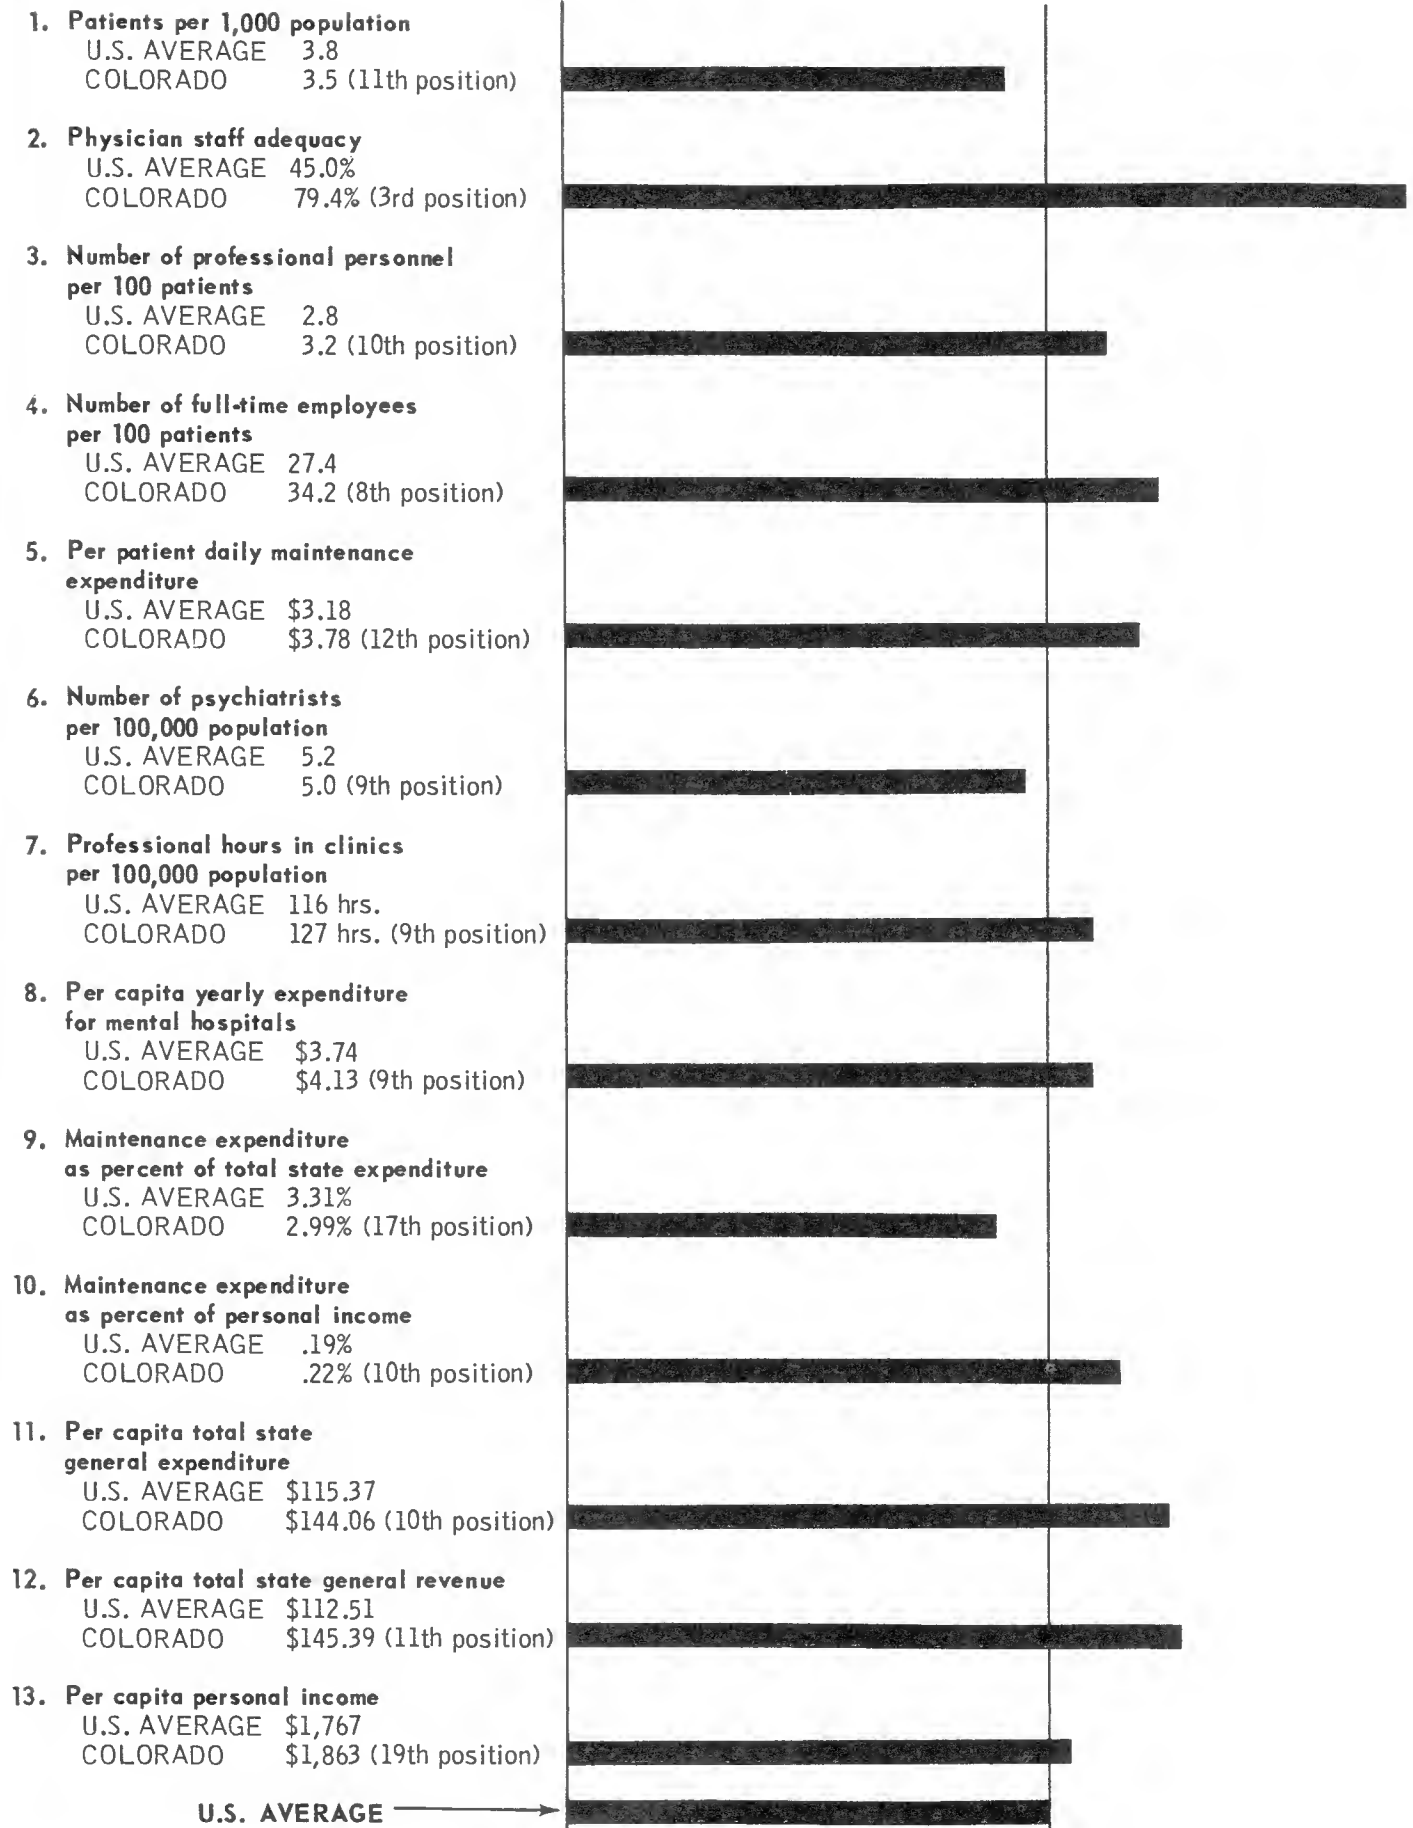 1. Patients per 1,000 population
U.S. AVERAGE 3.8
COLORADO 3.5 (11th position)
2. Physician staff adequacy
U.S. AVERAGE 45.0%
COLORADO 79.4% (3rd position)
3. Number of professional personnel
per 100 patients
U.S. AVERAGE 2.8
COLORADO 3.2 (10th position)
4. Number of full-time employees
per 100 patients
U.S. AVERAGE 27.4
COLORADO 34.2 (8th position)
5. Per patient daily maintenance
expenditure
U.S. AVERAGE $3.18
COLORADO $3.78 (12th position)
6. Number of psychiatrists
per 100,000 population
U.S. AVERAGE 5.2
COLORADO 5.0 (9th position)
7. Professional hours in clinics
per 100,000 population
U.S. AVERAGE 116 hrs.
COLORADO 127 hrs. (9th position)
8. Per capita yearly expenditure
for mental hospitals
U.S. AVERAGE $3.74
COLORADO $4.13 (9th position)
9. Maintenance expenditure
as percent of total state expenditure
U.S. AVERAGE 3.31%
COLORADO 2.99% (17th position)
10. Maintenance expenditure
as percent of personal income
U.S. AVERAGE .19%
COLORADO .22% (10th position)
11. Per capita total state
general expenditure
U.S. AVERAGE $115.37
COLORADO $144.06 (10th position)
12. Per capita total state general revenue
U.S. AVERAGE $112.51
COLORADO $145.39 (11th position)
13. Per capita personal income
U.S. AVERAGE $1,767
COLORADO $1,863 (19th position)
U.S. AVERAGE